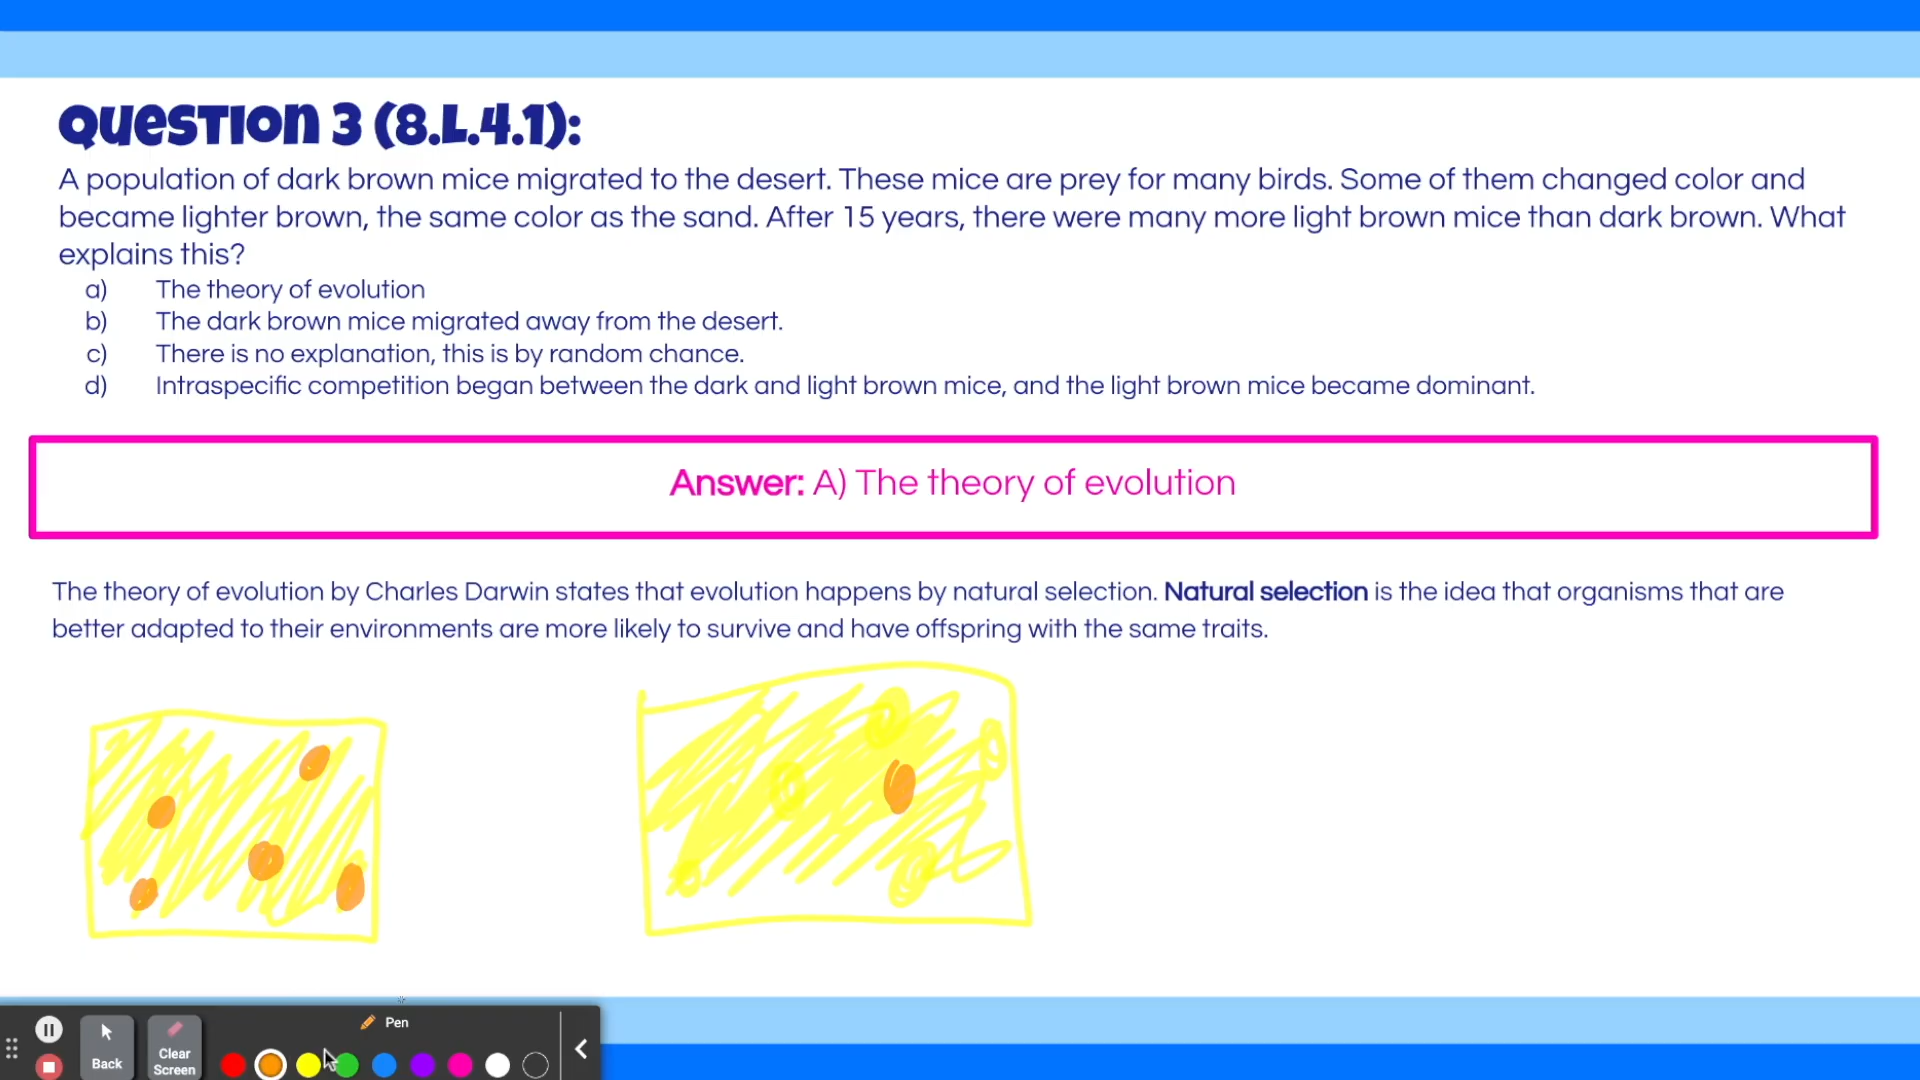 Question 3 (8.L.4.1):
A population of dark brown mice migrated to the desert. These mice are prey for many birds. Some of them changed color and
became lighter brown, the same color as the sand. After 15 years, there were many more light brown mice than dark brown. What
explains this?
a) The theory of evolution
b) The dark brown mice migrated away from the desert.
c) There is no explanation, this is by random chance.
d) Intraspecific competition began between the dark and light brown mice, and the light brown mice became dominant.
Answer: A) The theory of evolution
The theory of evolution by Charles Darwin states that evolution happens by natural selection. Natural selection is the idea that organisms that are
better adapted to their environments are more likely to survive and have offspring with the same traits.
Pen
Back
Clear
Screen